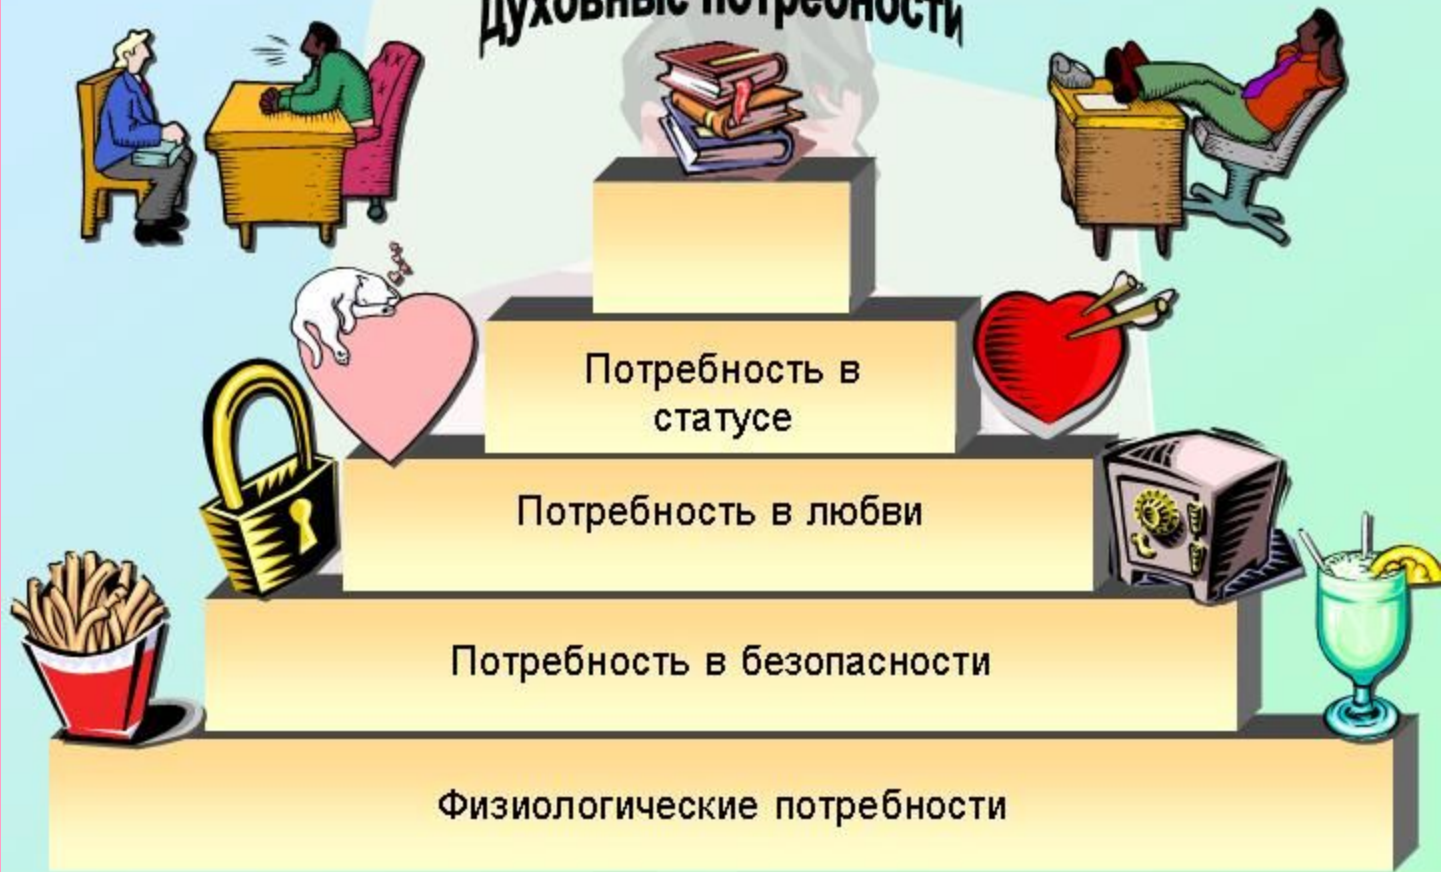 Духовные потребности
Потребность в
статусе
Потребность в любви
Потребность в безопасности
Физиологические потребности